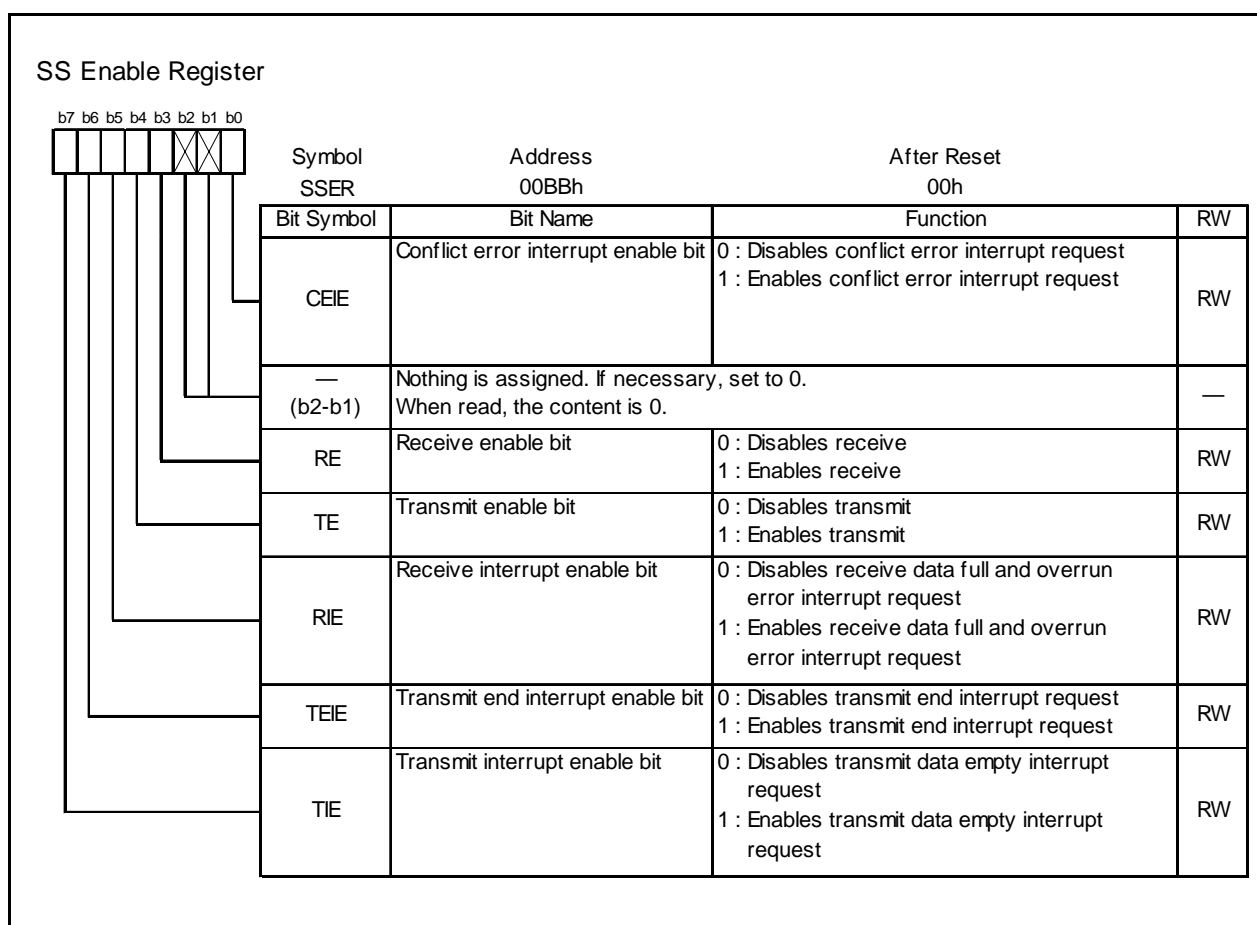 SS Enable Register
b7 b6 b5 b4 b3 b2 b1 b0
Symbol Address After Reset
SSER 00BBh 00h
Bit Symbol Bit Name Function RW
CEIE Conflict error interrupt enable bit 0 : Disables conflict error interrupt request
1 : Enables conflict error interrupt request RW
— (b2-b1) Nothing is assigned. If necessary, set to 0.
When read, the content is 0. —
RE Receive enable bit 0 : Disables receive
1 : Enables receive RW
TE Transmit enable bit 0 : Disables transmit
1 : Enables transmit RW
RIE Receive interrupt enable bit 0 : Disables receive data full and overrun
error interrupt request
1 : Enables receive data full and overrun
error interrupt request RW
TEIE Transmit end interrupt enable bit 0 : Disables transmit end interrupt request
1 : Enables transmit end interrupt request RW
TIE Transmit interrupt enable bit 0 : Disables transmit data empty interrupt
request
1 : Enables transmit data empty interrupt
request RW